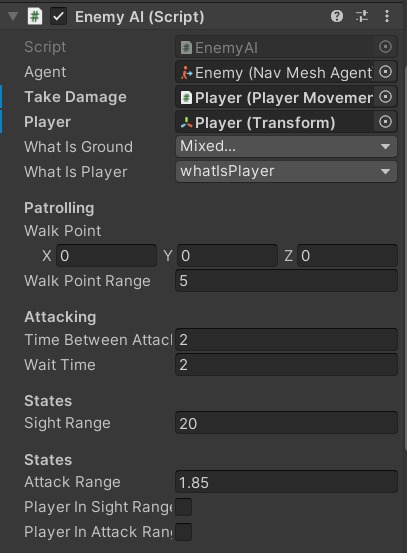 Enemy AI (Script)
Script EnemyAI
Agent Enemy (Nav Mesh Agent
Take Damage Player (Player Movemen
Player Player (Transform)
What Is Ground Mixed...
What Is Player whatIsPlayer
Patrolling
Walk Point
X 0 Y 0 Z 0
Walk Point Range 5
Attacking
Time Between Attac 2
Wait Time 2
States
Sight Range 20
States
Attack Range 1.85
Player In Sight Range
Player In Attack Ran